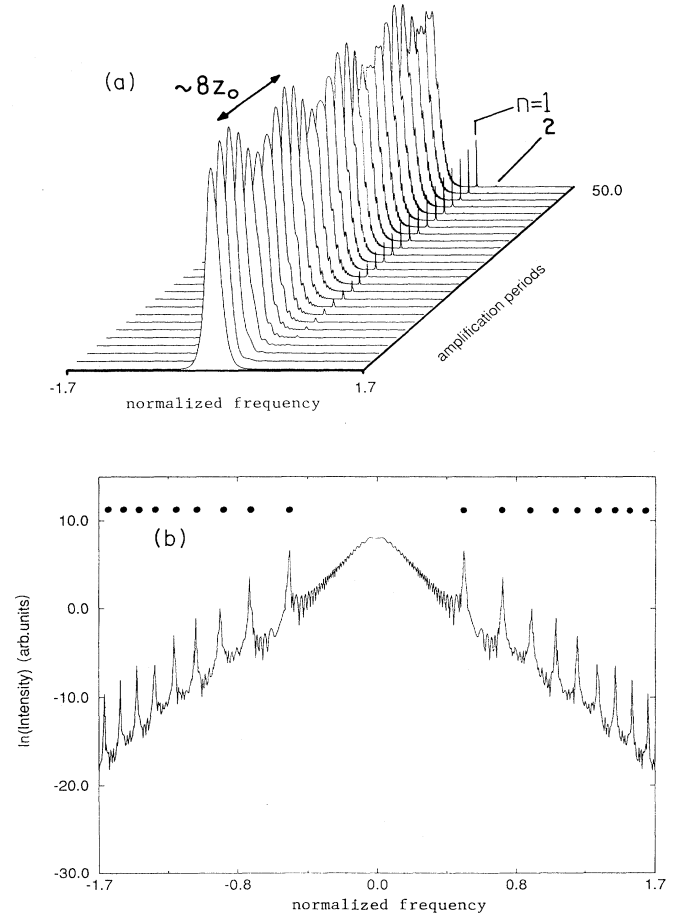 (a)
~8z₀
n=1
2
50.0
amplification periods
-1.7
1.7
normalized frequency
10.0
(b)
0.0
ln(Intensity) (arb.units)
-10.0
-20.0
-30.0
-1.7
-0.8
0.0
0.8
1.7
normalized frequency